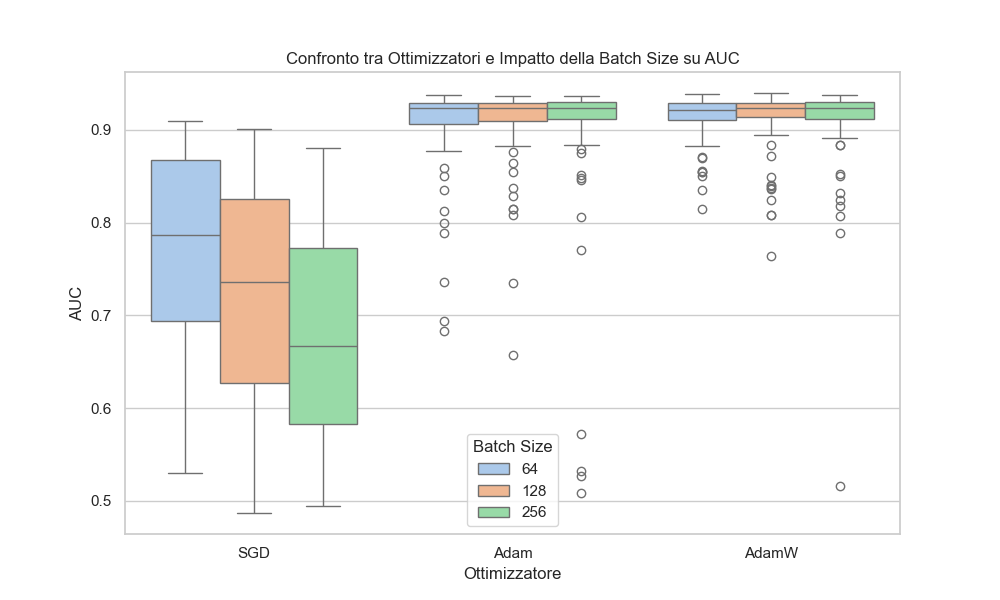 Confronto tra Ottimizzatori e Impatto della Batch Size su AUC
AUC
0.9
0.8
0.7
0.6
0.5
Batch Size
64
128
256
SGD
Adam
AdamW
Ottimizzatore